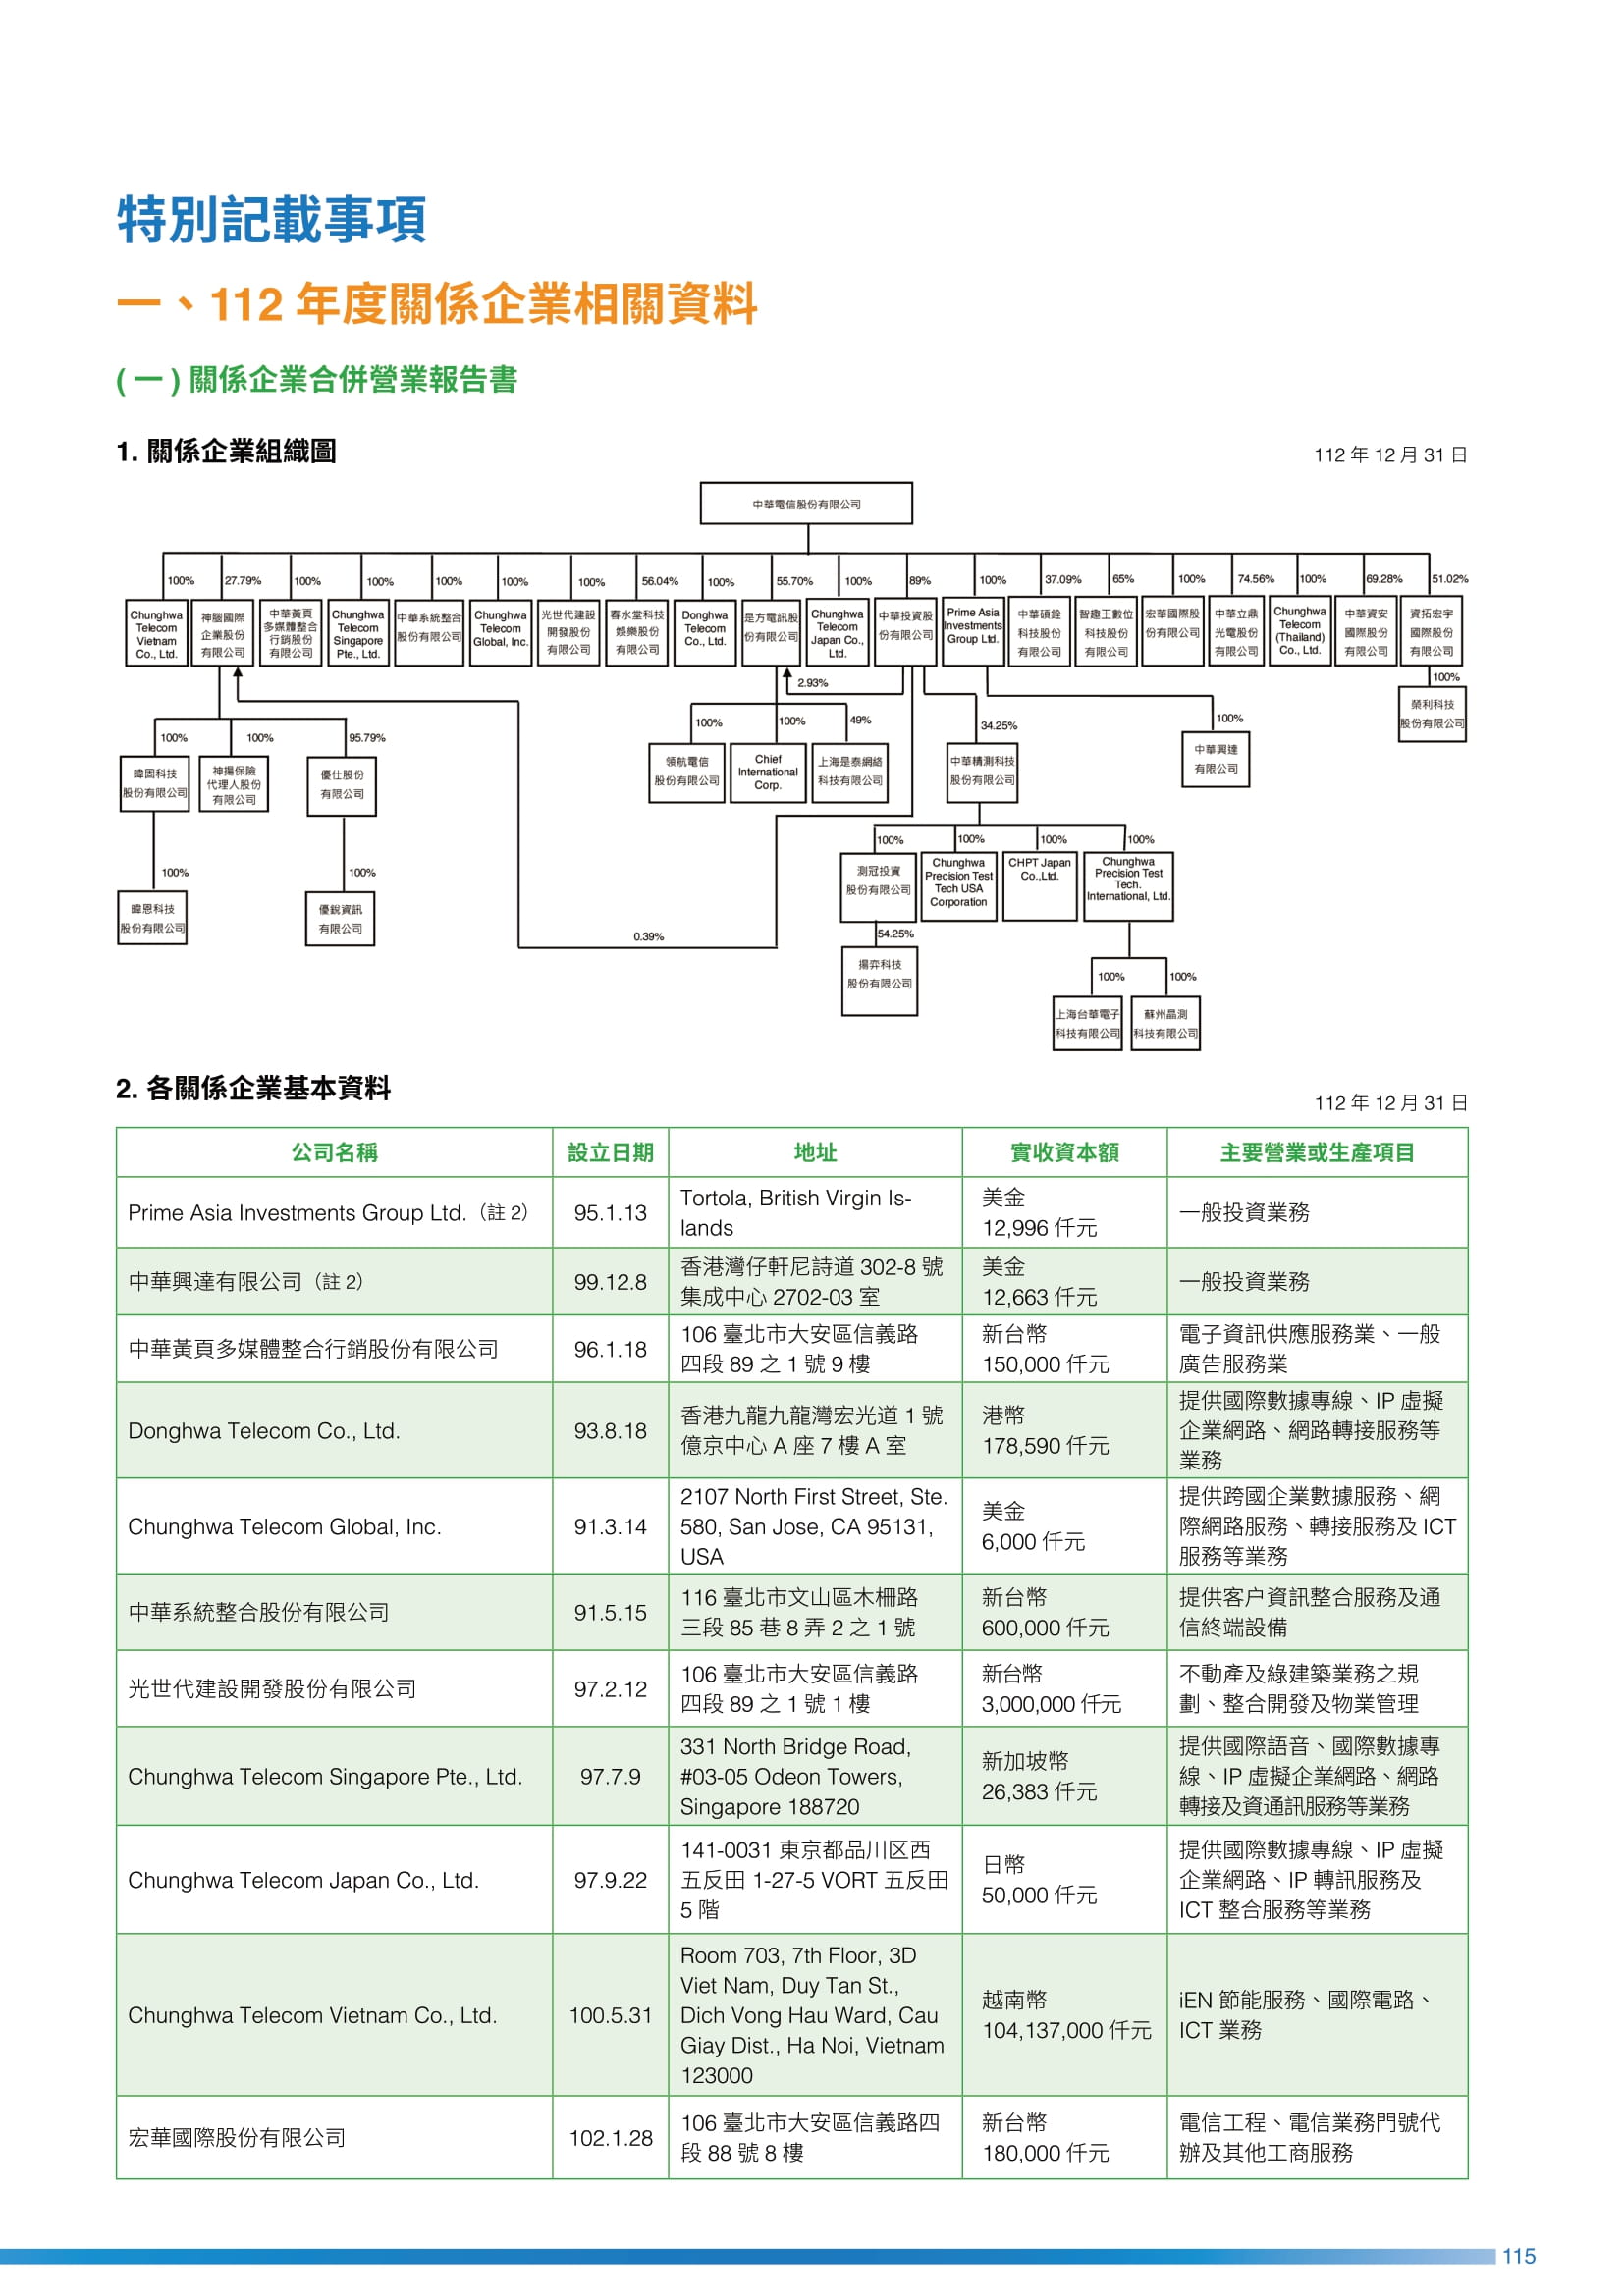 特別記載事項
一、112 年度關係企業相關資料
( 一 ) 關係企業合併營業報告書
1. 關係企業組織圖
112 年 12 月 31 日
中華電信股份有限公司
100%
27.79%
100%
100%
100%
100%
100%
56.04%
100%
55.70%
100%
89%
100%
37.09%
65%
100%
74.56%
100%
69.28%
51.02%
Chunghwa
Telecom
Vietnam
Co., Ltd.
神腦國際
企業股份
有限公司
中華黃頁
多媒體整合
行銷股份
有限公司
Chunghwa
Telecom
Singapore
Pte., Ltd.
中華系統整合
股份有限公司
Chunghwa
Telecom
Global, Inc.
光世代建設
開發股份
有限公司
春水堂科技
娛樂股份
有限公司
Donghwa
Telecom
Co., Ltd.
是方電訊股
份有限公司
Chunghwa
Telecom
Japan Co.,
Ltd.
中華投資股
份有限公司
Prime Asia
Investments
Group Ltd.
中華碩銓
科技股份
有限公司
智趣王數位
科技股份
有限公司
宏華國際股
份有限公司
中華立鼎
光電股份
有限公司
Chunghwa
Telecom
(Thailand)
Co., Ltd.
中華資安
國際股份
有限公司
資拓宏宇
國際股份
有限公司
2.93%
100%
榮利科技
股份有限公司
100%
100%
95.79%
100%
100%
49%
34.25%
100%
暐固科技
股份有限公司
神揚保險
代理人股份
有限公司
優仕股份
有限公司
領航電信
股份有限公司
Chief
International
Corp.
上海是泰網絡
科技有限公司
中華精測科技
股份有限公司
中華興達
有限公司
100%
100%
100%
100%
100%
100%
暐恩科技
股份有限公司
優銳資訊
有限公司
測冠投資
股份有限公司
Chunghwa
Precision Test
Tech USA
Corporation
CHPT Japan
Co.,Ltd.
Chunghwa
Precision Test
Tech.
International, Ltd.
0.39%
54.25%
揚弈科技
股份有限公司
100%
100%
上海台華電子
科技有限公司
蘇州晶測
科技有限公司
2. 各關係企業基本資料
112 年 12 月 31 日
公司名稱 設立日期 地址 實收資本額 主要營業或生產項目
Prime Asia Investments Group Ltd.（註 2） 95.1.13
Tortola, British Virgin Is-
lands
美金
12,996 仟元
一般投資業務
中華興達有限公司（註 2） 99.12.8
香港灣仔軒尼詩道 302-8 號
集成中心 2702-03 室
美金
12,663 仟元
一般投資業務
中華黃頁多媒體整合行銷股份有限公司 96.1.18
106 臺北市大安區信義路
四段 89 之 1 號 9 樓
新台幣
150,000 仟元
電子資訊供應服務業、一般
廣告服務業
Donghwa Telecom Co., Ltd. 93.8.18
香港九龍九龍灣宏光道 1 號
億京中心 A 座 7 樓 A 室
港幣
178,590 仟元
提供國際數據專線、IP 虛擬
企業網路、網路轉接服務等
業務
Chunghwa Telecom Global, Inc. 91.3.14
2107 North First Street, Ste.
580, San Jose, CA 95131,
USA
美金
6,000 仟元
提供跨國企業數據服務、網
際網路服務、轉接服務及 ICT
服務等業務
中華系統整合股份有限公司 91.5.15
116 臺北市文山區木柵路
三段 85 巷 8 弄 2 之 1 號
新台幣
600,000 仟元
提供客户資訊整合服務及通
信終端設備
光世代建設開發股份有限公司 97.2.12
106 臺北市大安區信義路
四段 89 之 1 號 1 樓
新台幣
3,000,000 仟元
不動產及綠建築業務之規
劃、整合開發及物業管理
Chunghwa Telecom Singapore Pte., Ltd. 97.7.9
331 North Bridge Road,
#03-05 Odeon Towers,
Singapore 188720
新加坡幣
26,383 仟元
提供國際語音、國際數據專
線、IP 虛擬企業網路、網路
轉接及資通訊服務等業務
Chunghwa Telecom Japan Co., Ltd. 97.9.22
141-0031 東京都品川区西
五反田 1-27-5 VORT 五反田
5 階
日幣
50,000 仟元
提供國際數據專線、IP 虛擬
企業網路、IP 轉訊服務及
ICT 整合服務等業務
Chunghwa Telecom Vietnam Co., Ltd. 100.5.31
Room 703, 7th Floor, 3D
Viet Nam, Duy Tan St.,
Dich Vong Hau Ward, Cau
Giay Dist., Ha Noi, Vietnam
123000
越南幣
104,137,000 仟元
iEN 節能服務、國際電路、
ICT 業務
宏華國際股份有限公司 102.1.28
106 臺北市大安區信義路四
段 88 號 8 樓
新台幣
180,000 仟元
電信工程、電信業務門號代
辦及其他工商服務
115